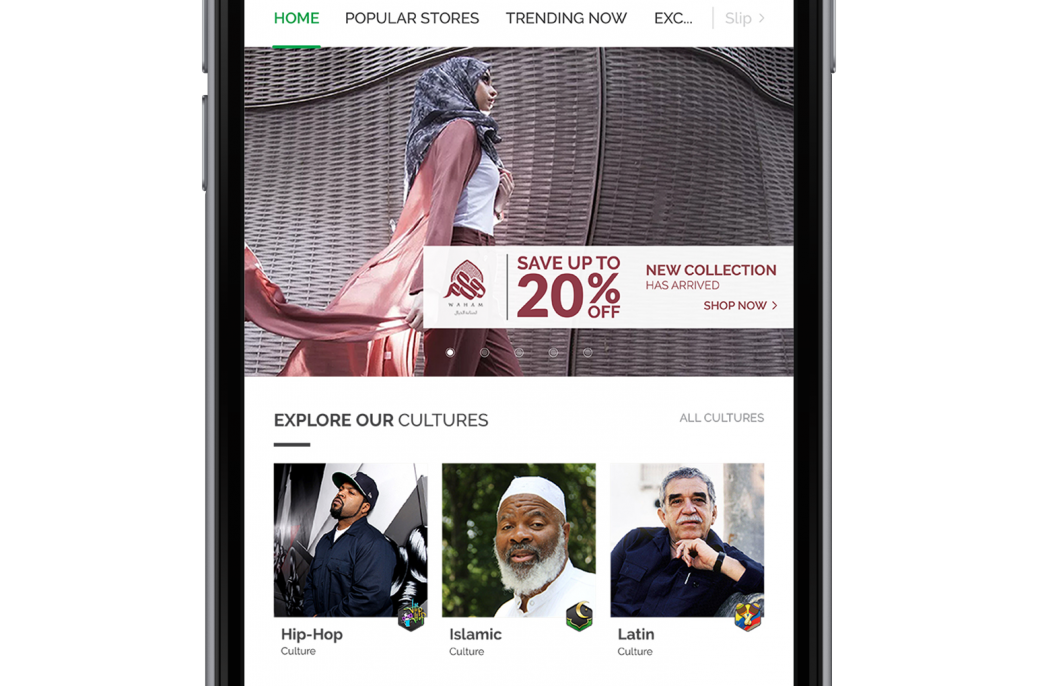 HOME POPULAR STORES TRENDING NOW EXC... Slip >
SAVE UP TO
20%
OFF
NEW COLLECTION
HAS ARRIVED
SHOP NOW >
EXPLORE OUR CULTURES
ALL CULTURES
Hip-Hop
Culture
Islamic
Culture
Latin
Culture